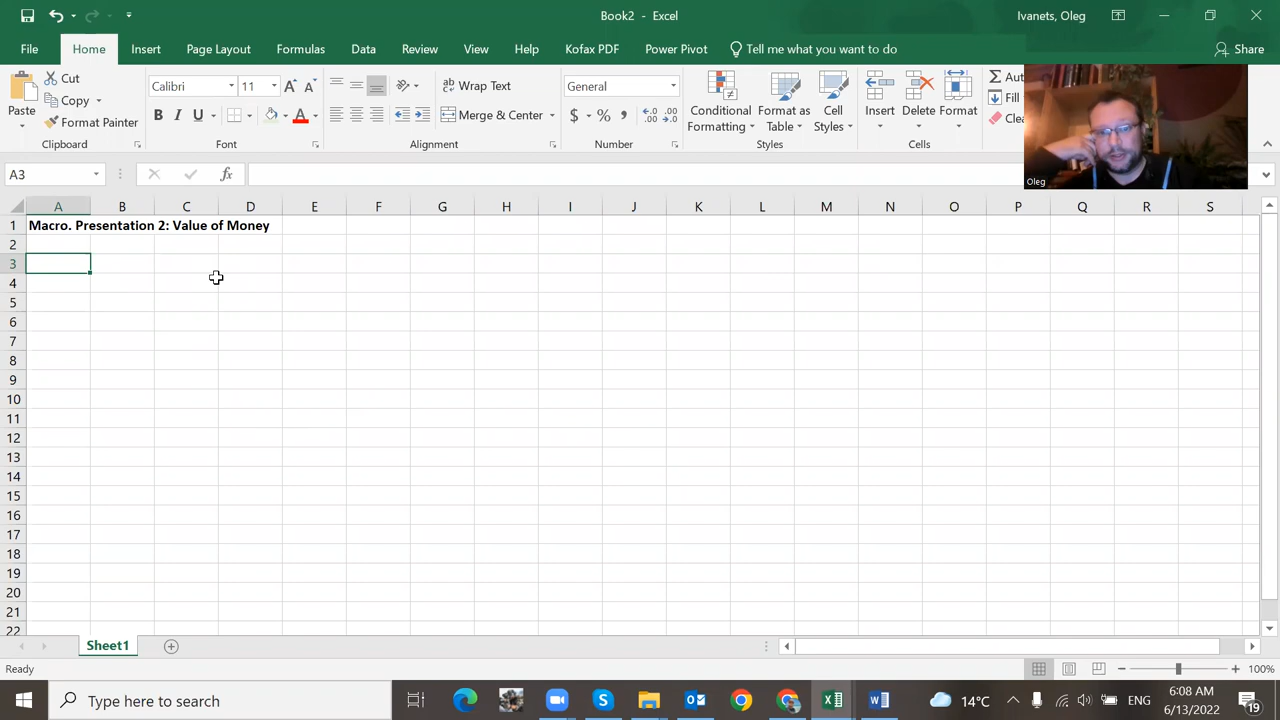 Book2 - Excel
Ivanets, Oleg
File Home Insert Page Layout Formulas Data Review View Help Kofax PDF Power Pivot Tell me what you want to do Share
Paste
Cut
Copy
Format Painter
Clipboard
Calibri 11
B I U
A A
A
Font
ab Wrap Text
Merge & Center
Alignment
General
$ % ,
Number
Conditional Formatting
Format as Table
Cell Styles
Styles
Insert Delete Format
Cells
Σ Aut
Fill
Clea
Oleg
A3
fx
A B C D E F G H I J K L M N O P Q R S
1 Macro. Presentation 2: Value of Money
2
3
4
5
6
7
8
9
10
11
12
13
14
15
16
17
18
19
20
21
22
Sheet1
Ready
100%
Type here to search
14°C
ENG
6:08 AM
6/13/2022
19